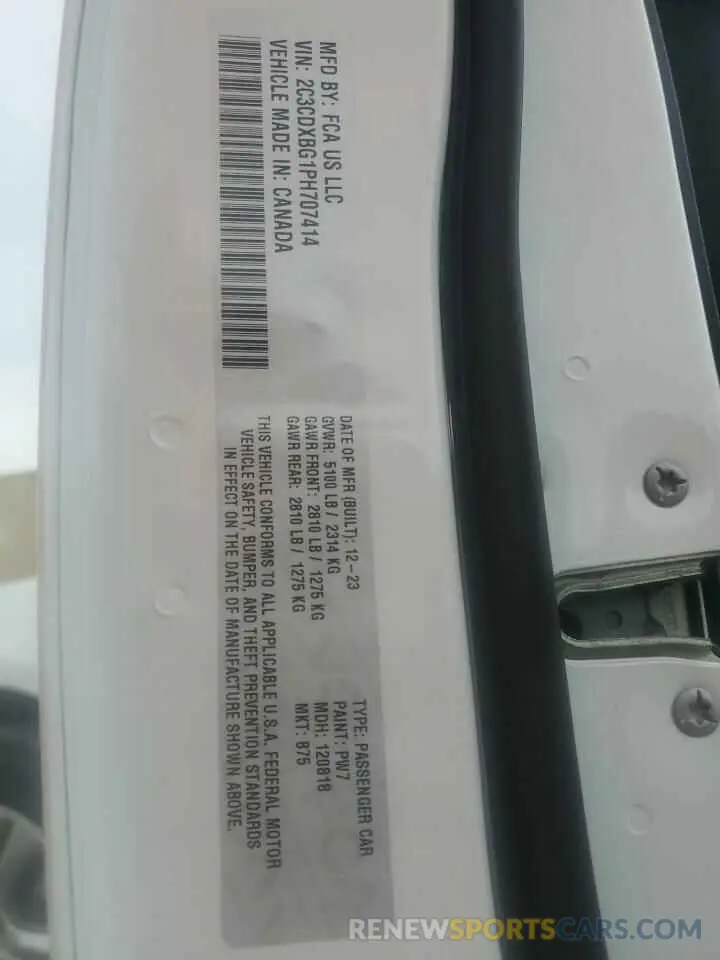 MFD BY: FCA US LLC
VIN: 2C3CDXBG1PH707414
VEHICLE MADE IN: CANADA
DATE OF MFR (BUILT): 12-23
GVWR: 5100 LB / 2314 KG
GAWR FRONT: 2810 LB / 1275 KG
GAWR REAR: 2810 LB / 1275 KG
THIS VEHICLE CONFORMS TO ALL APPLICABLE U.S.A. FEDERAL MOTOR
VEHICLE SAFETY, BUMPER, AND THEFT PREVENTION STANDARDS
IN EFFECT ON THE DATE OF MANUFACTURE SHOWN ABOVE.
TYPE: PASSENGER CAR
PAINT: PW7
MDH: 120818
MKT: B75
RENEWSPORTSCARS.COM